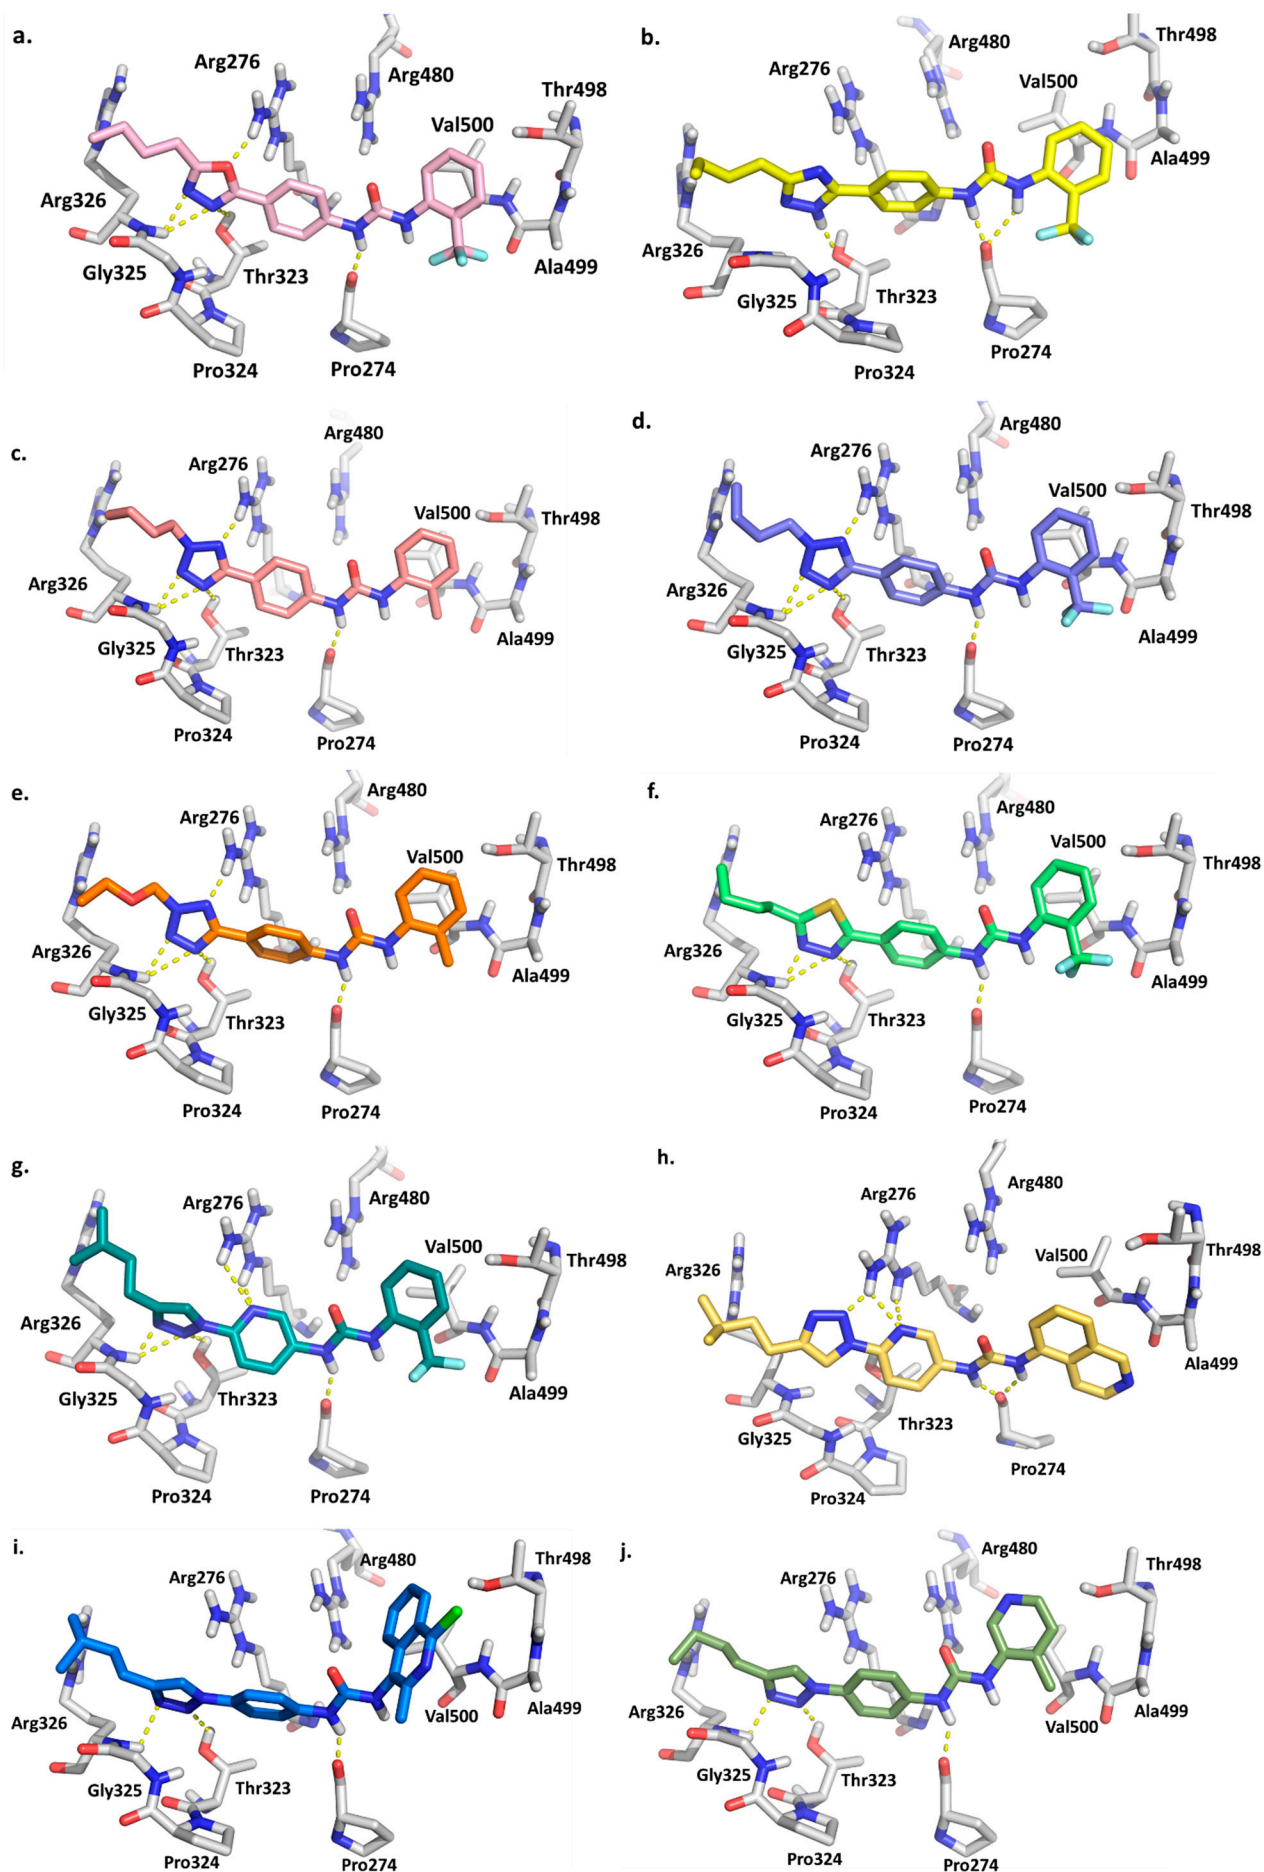 a.
Arg276
Arg480
Thr498
Val500
Arg326
Gly325
Thr323
Ala499
Pro324
Pro274
b.
Arg480
Thr498
Arg276
Val500
Ala499
Arg326
Gly325
Thr323
Pro274
Pro324
c.
Arg480
Arg276
Val500
Thr498
Arg326
Gly325
Thr323
Ala499
Pro324
Pro274
d.
Arg480
Arg276
Val500
Thr498
Arg326
Gly325
Thr323
Ala499
Pro324
Pro274
e.
Arg480
Arg276
Val500
Thr498
Arg326
Ala499
Gly325
Thr323
Pro324
Pro274
f.
Arg480
Arg276
Val500
Thr498
Arg326
Ala499
Gly325
Thr323
Pro324
Pro274
g.
Arg276
Arg480
Val500
Thr498
Arg326
Gly325
Thr323
Ala499
Pro324
Pro274
h.
Arg276
Arg480
Val500
Thr498
Arg326
Ala499
Gly325
Thr323
Pro274
Pro324
i.
Arg480
Thr498
Arg276
Arg326
Val500
Ala499
Gly325
Thr323
Pro324
Pro274
j.
Arg480
Thr498
Arg276
Arg326
Ala499
Val500
Gly325
Thr323
Pro324
Pro274